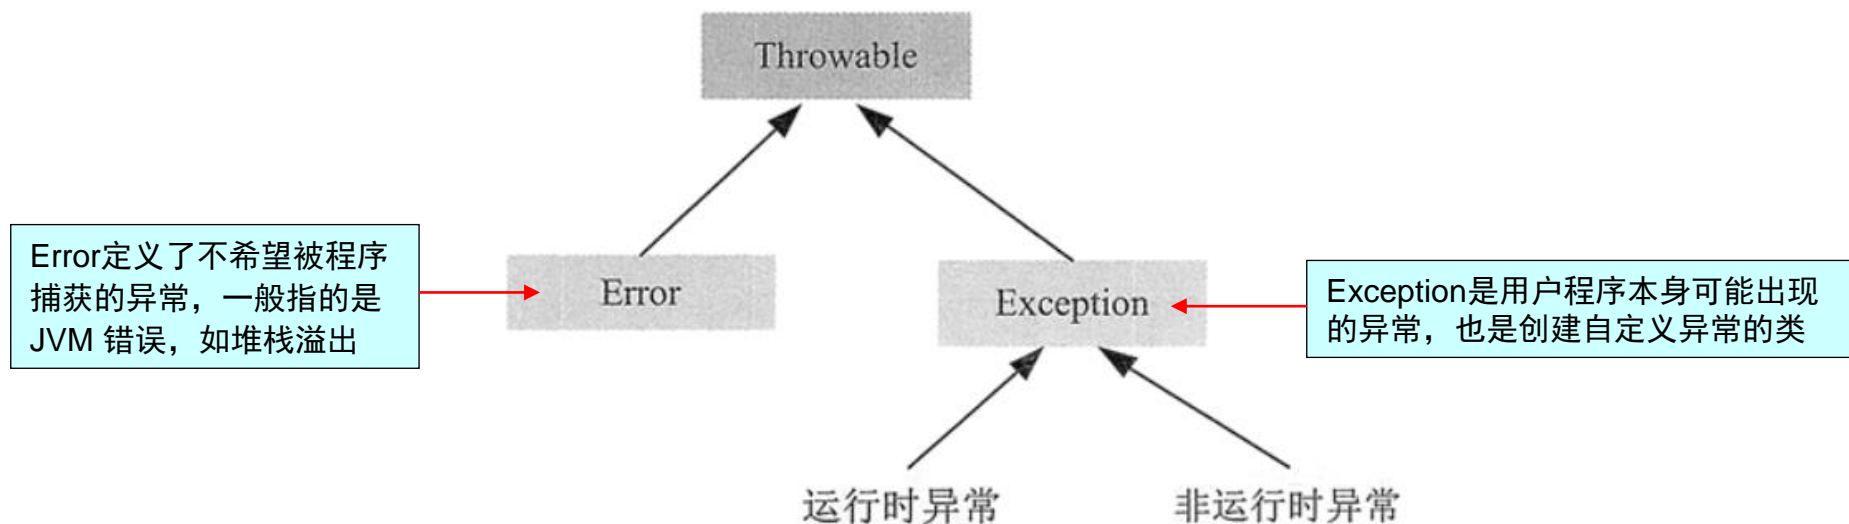 Throwable
Error定义了不希望被程序
捕获的异常，一般指的是
JVM 错误，如堆栈溢出
Error
Exception
Exception是用户程序本身可能出现
的异常，也是创建自定义异常的类
运行时异常
非运行时异常